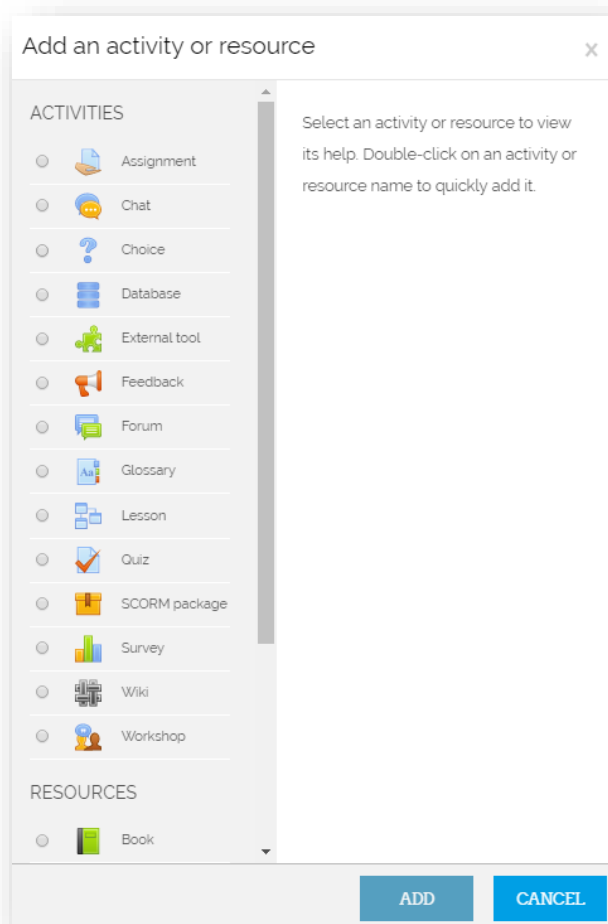 Add an activity or resource
x
ACTIVITIES
Assignment
Chat
Choice
Database
External tool
Feedback
Forum
Aa
Glossary
Lesson
Quiz
SCORM package
Survey
Wiki
Workshop
RESOURCES
Book
Select an activity or resource to view
its help. Double-click on an activity or
resource name to quickly add it.
ADD
CANCEL